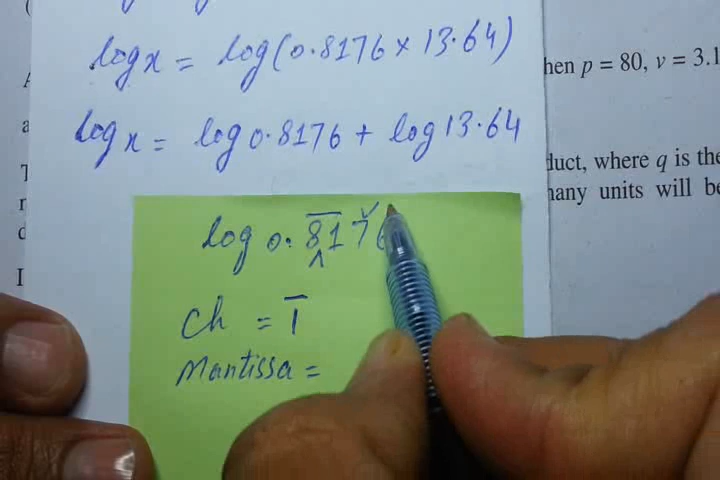 log x = log(0.8176 × 13.64)
hen p = 80, v = 3.1
log x = log 0.8176 + log 13.64
duct, where q is the
many units will be
log 0.8176
Ch = 1̅
Mantissa =